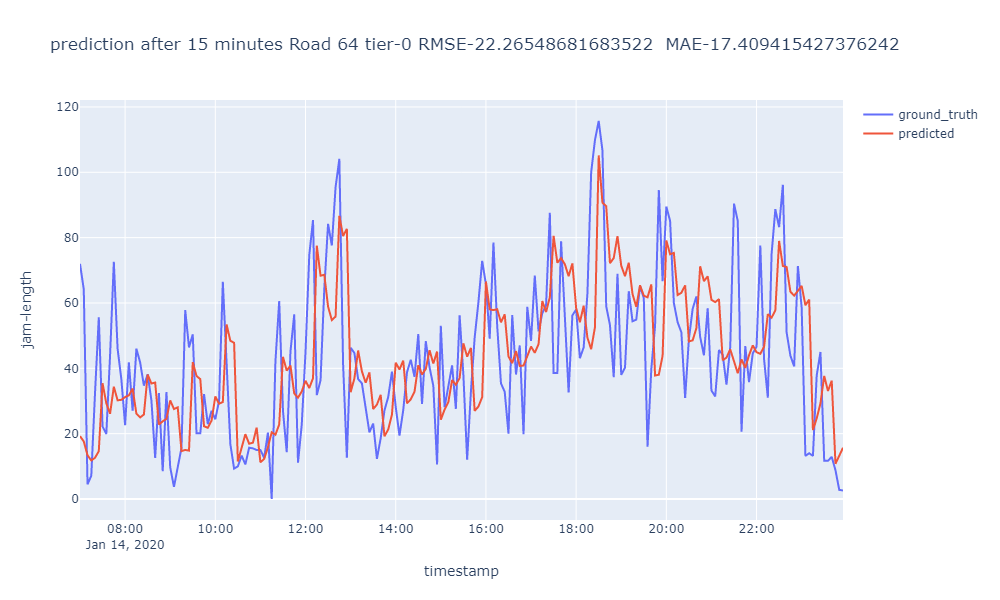 prediction after 15 minutes Road 64 tier-0 RMSE-22.26548681683522  MAE-17.409415427376242
ground_truth
predicted
jam-length
120
100
80
60
40
20
0
08:00 10:00 12:00 14:00 16:00 18:00 20:00 22:00
Jan 14, 2020
timestamp